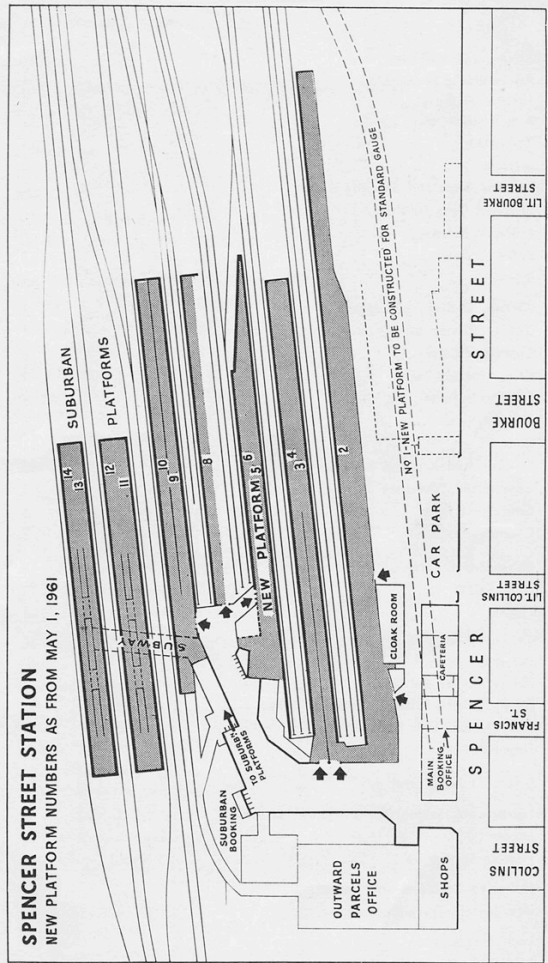 SPENCER STREET STATION
NEW PLATFORM NUMBERS AS FROM MAY 1, 1961
SUBURBAN
PLATFORMS
14
13
12
11
10
9
8
6
5
NEW PLATFORM
4
3
2
SUBWAY
SUBURBAN
BOOKING
TO SUBURBN
PLATFORMS
NO 1-NEW PLATFORM TO BE CONSTRUCTED FOR STANDARD GAUGE
CLOAK ROOM
CAR PARK
CAFETERIA
MAIN
BOOKING
OFFICE
OUTWARD
PARCELS
OFFICE
SHOPS
SPENCER STREET
COLLINS
STREET
FRANCIS
ST.
LIT. COLLINS
STREET
BOURKE
STREET
LIT. BOURKE
STREET